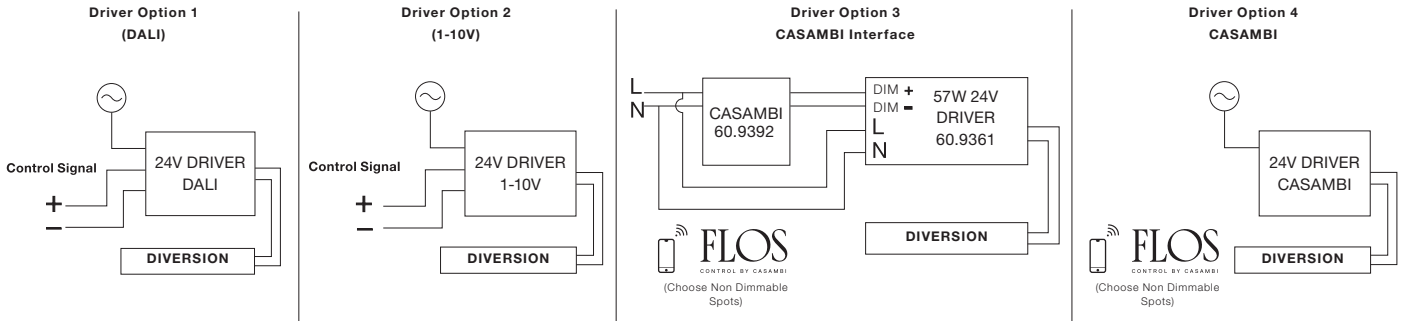 Driver Option 1
(DALI)
Control Signal
+
−
24V DRIVER
DALI
DIVERSION
Driver Option 2
(1-10V)
Control Signal
+
−
24V DRIVER
1-10V
DIVERSION
Driver Option 3
CASAMBI Interface
L
N
CASAMBI
60.9392
DIM +
DIM −
L
N
57W 24V
DRIVER
60.9361
DIVERSION
FLOS
CONTROL BY CASAMBI
(Choose Non Dimmable
Spots)
Driver Option 4
CASAMBI
24V DRIVER
CASAMBI
FLOS
CONTROL BY CASAMBI
(Choose Non Dimmable
Spots)
DIVERSION